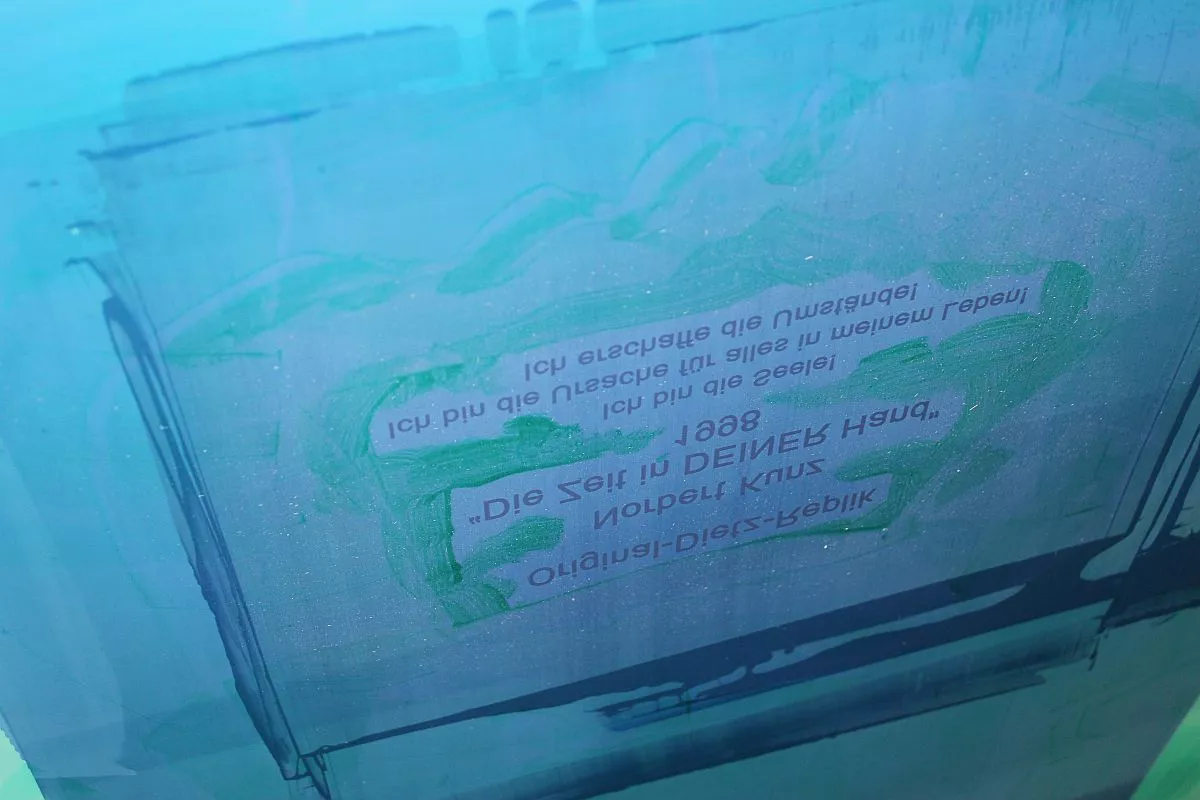 Original-Dietz-Replik
Norbert Kunz
"Die Zeit in DEINER Hand"
1998
Ich bin die Seele!
Ich bin die Ursache für alles in meinem Leben!
Ich erschaffe die Umstände!